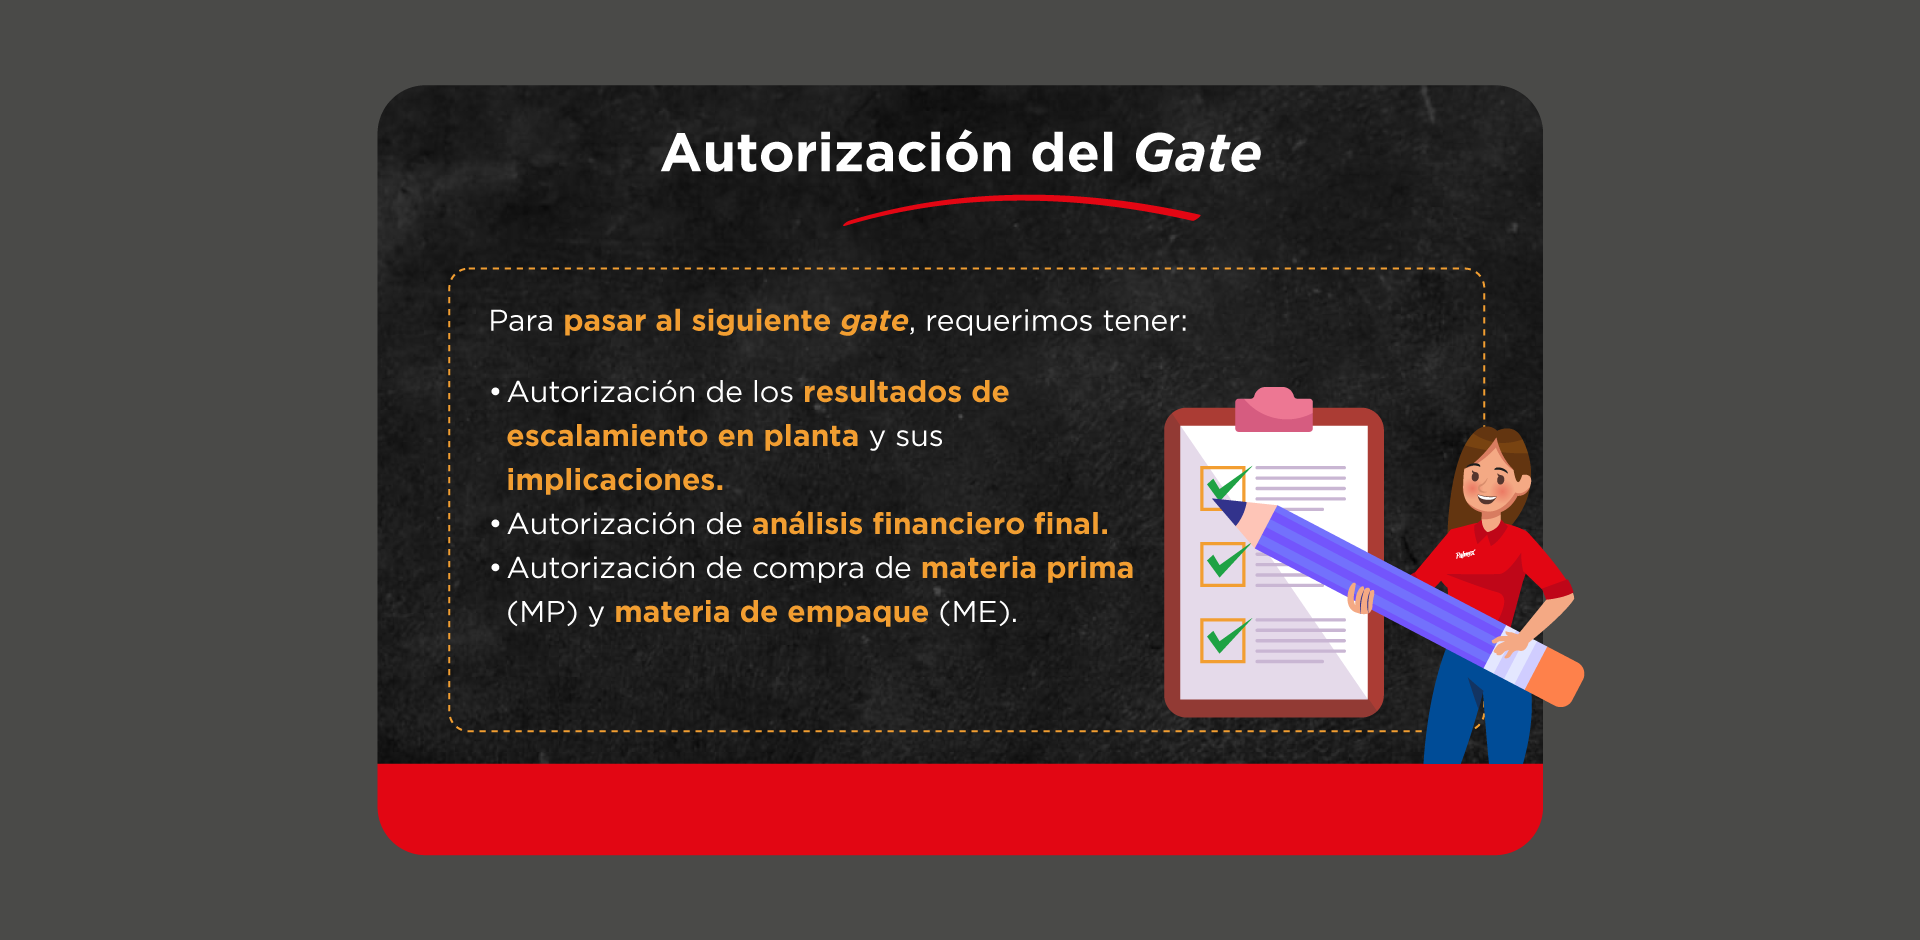 Autorización del Gate
Para pasar al siguiente gate, requerimos tener:
• Autorización de los resultados de
escalamiento en planta y sus
implicaciones.
• Autorización de análisis financiero final.
• Autorización de compra de materia prima
(MP) y materia de empaque (ME).